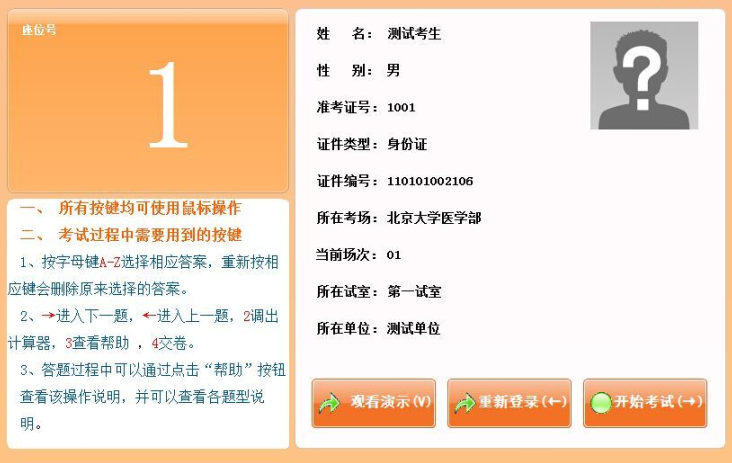 座位号
1
一、 所有按键均可使用鼠标操作
二、 考试过程中需要用到的按键
1、按字母键A-Z选择相应答案，重新按相
应键会删除原来选择的答案。
2、→进入下一题，←进入上一题，2调出
计算器，3查看帮助 ，4交卷。
3、答题过程中可以通过点击“帮助”按钮
查看该操作说明，并可以查看各题型说
明。
姓 名： 测试考生
性 别： 男
准考证号：1001
证件类型：身份证
证件编号：110101002106
所在考场：北京大学医学部
当前场次：01
所在试室：第一试室
所在单位：测试单位
?
观看演示(V)
重新登录(←)
开始考试(→)